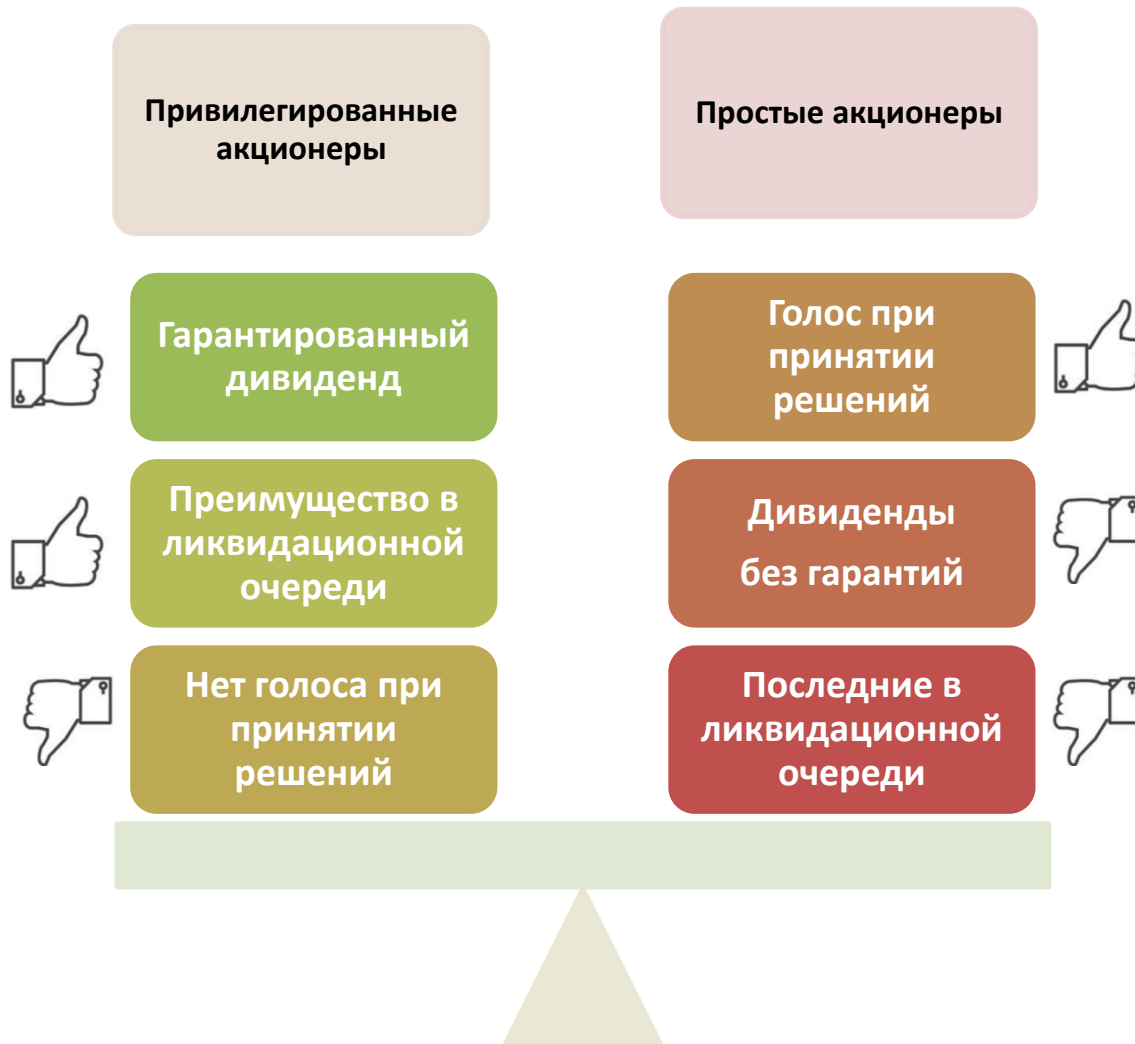 Привилегированные
акционеры
Простые акционеры
Гарантированный
дивиденд
Преимущество в
ликвидационной
очереди
Нет голоса при
принятии
решений
Голос при
принятии
решений
Дивиденды
без гарантий
Последние в
ликвидационной
очереди